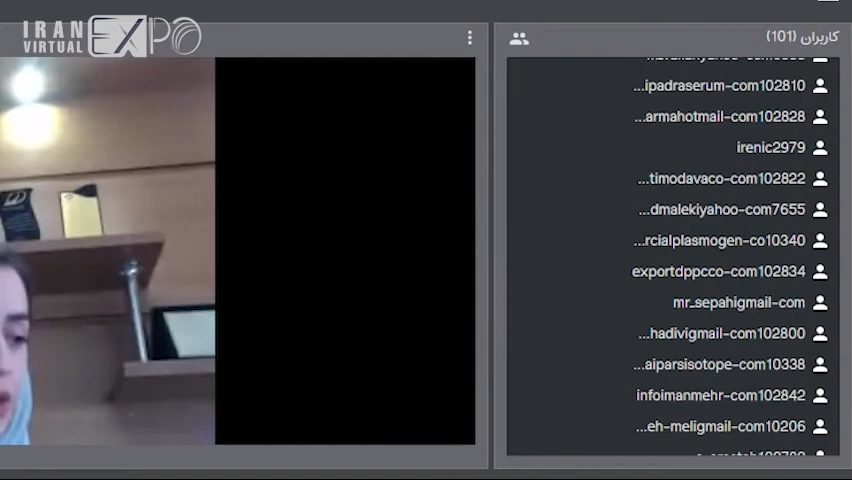 IRAN
VIRTUAL
EXPO
کاربران (101)
...ipadraserum-com102810
...armahotmail-com102828
irenic2979
...timodavaco-com102822
...dmalekiyahoo-com7655
...rcialplasmogen-co10340
exportdppcco-com102834
mr_sepahigmail-com
...hadivigmail-com102800
...aiparsisotope-com10338
infoimanmehr-com102842
...eh-meligmail-com10206